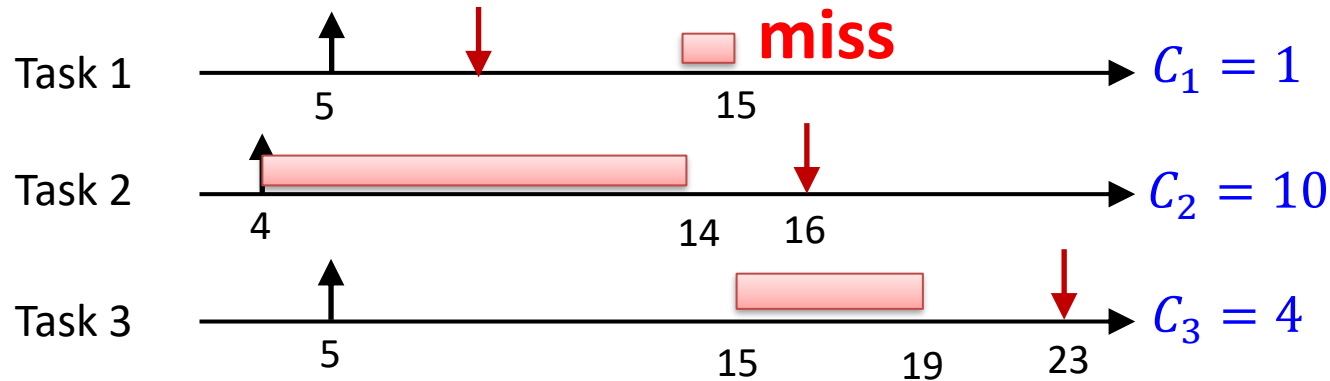 miss
Task 1
C₁ = 1
5
15
Task 2
C₂ = 10
4
14
16
Task 3
C₃ = 4
5
15
19
23